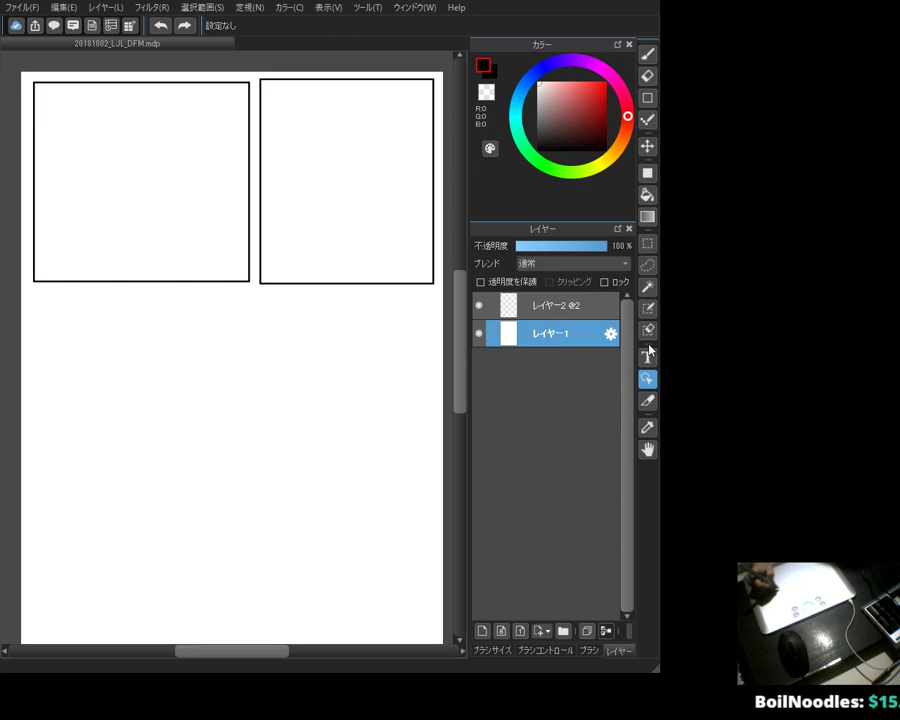 ファイル(F) 編集(E) レイヤー(L) フィルタ(R) 選択範囲(S) 定規(N) カラー(C) 表示(V) ツール(T) ウィンドウ(W) Help
設定なし
20181002_LJL_DFM.mdp
カラー
R:0
G:0
B:0
レイヤー
不透明度 100 %
ブレンド 通常
透明度を保護 クリッピング ロック
レイヤー2 @2
レイヤー1
T
ブラシサイズ ブラシコントロール ブラシ レイヤー
BoilNoodles: $15.